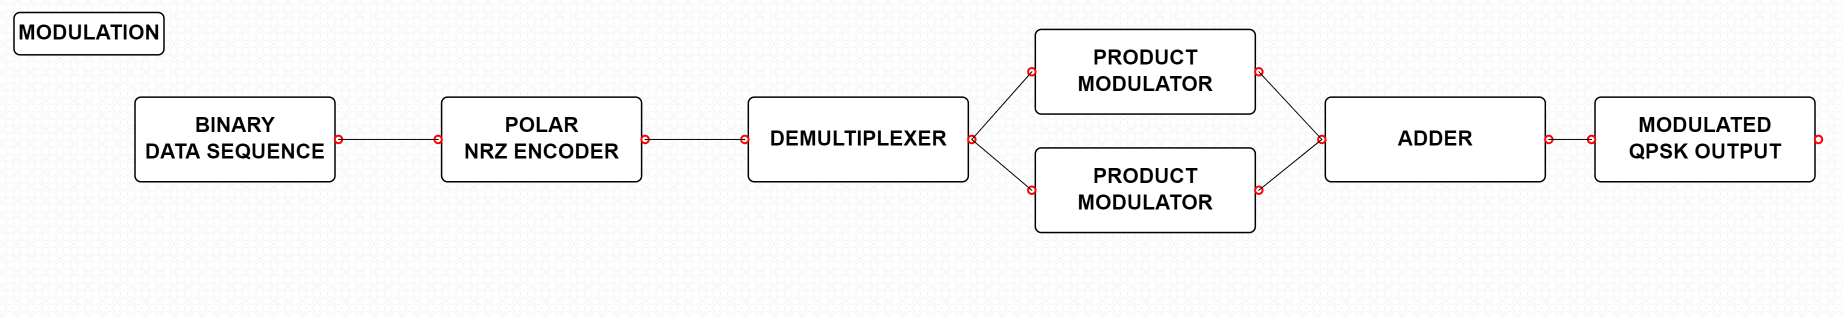 MODULATION
BINARY
DATA SEQUENCE
POLAR
NRZ ENCODER
DEMULTIPLEXER
PRODUCT
MODULATOR
PRODUCT
MODULATOR
ADDER
MODULATED
QPSK OUTPUT